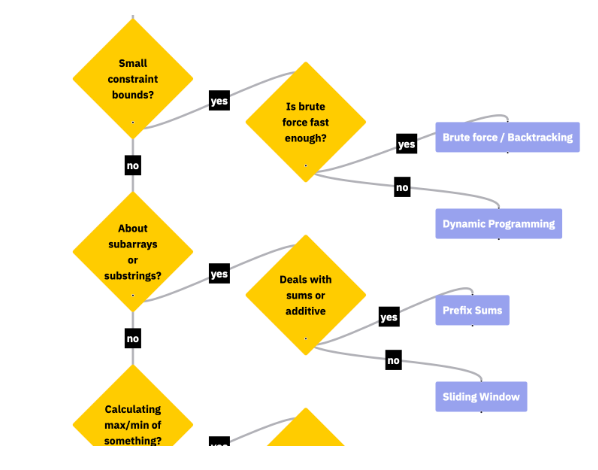 Small
constraint
bounds?
yes
Is brute
force fast
enough?
yes
Brute force / Backtracking
no
no
Dynamic Programming
About
subarrays
or
substrings?
yes
Deals with
sums or
additive
yes
Prefix Sums
no
no
Sliding Window
Calculating
max/min of
something?